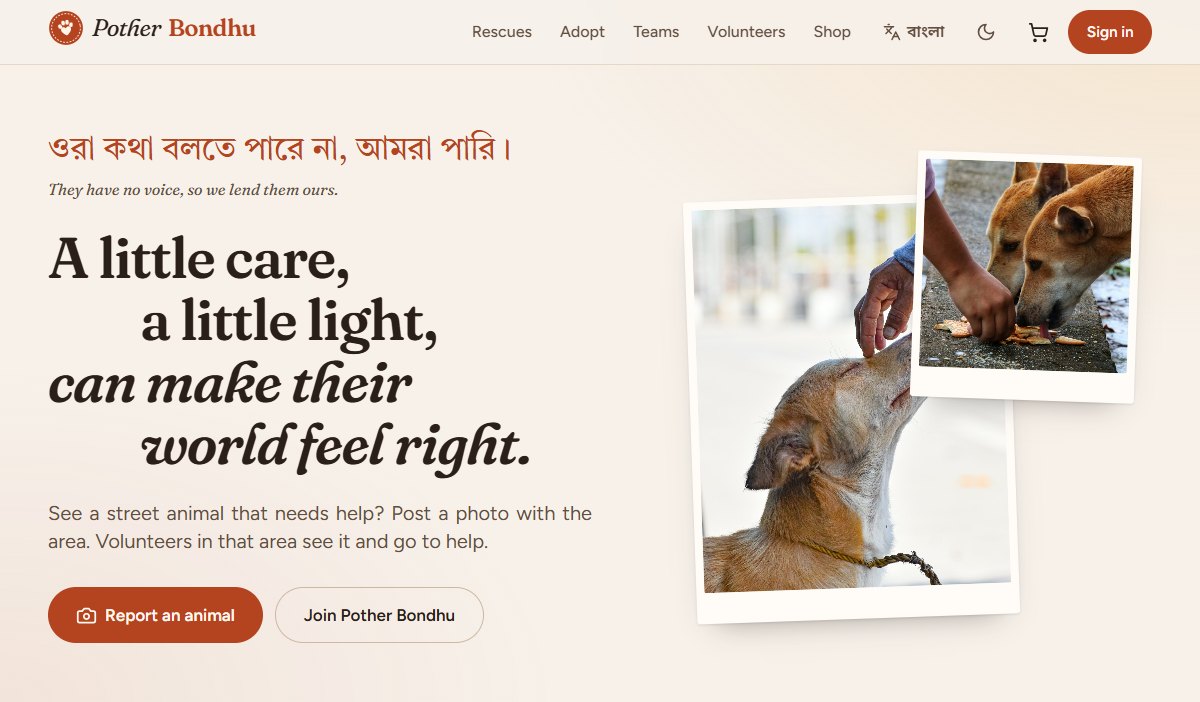 Pother Bondhu
Rescues Adopt Teams Volunteers Shop বাংলা Sign in
ওরা কথা বলতে পারে না, আমরা পারি।
They have no voice, so we lend them ours.
A little care,
a little light,
can make their
world feel right.
See a street animal that needs help? Post a photo with the
area. Volunteers in that area see it and go to help.
Report an animal Join Pother Bondhu